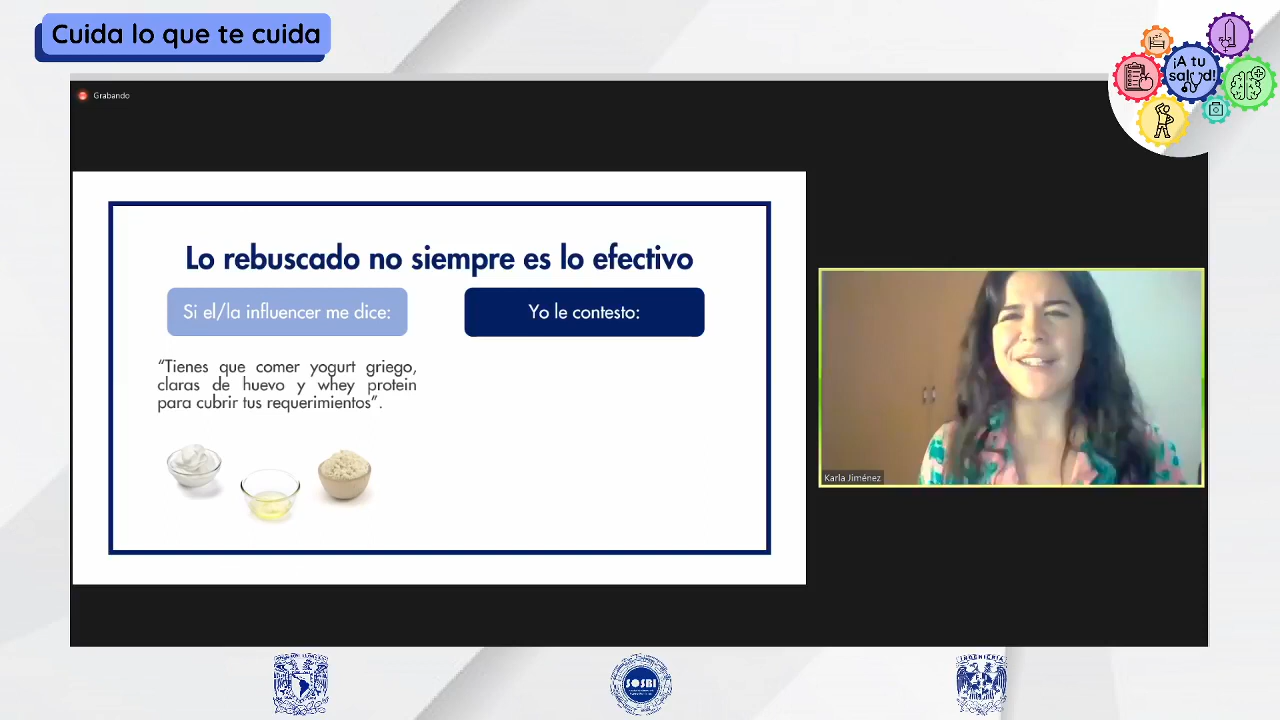 Cuida lo que te cuida
¡A tu
salud!
Grabando
Lo rebuscado no siempre es lo efectivo
Si el/la influencer me dice:
Yo le contesto:
“Tienes que comer yogurt griego,
claras de huevo y whey protein
para cubrir tus requerimientos”.
Karla Jiménez
SOSBI
INGENIERIA